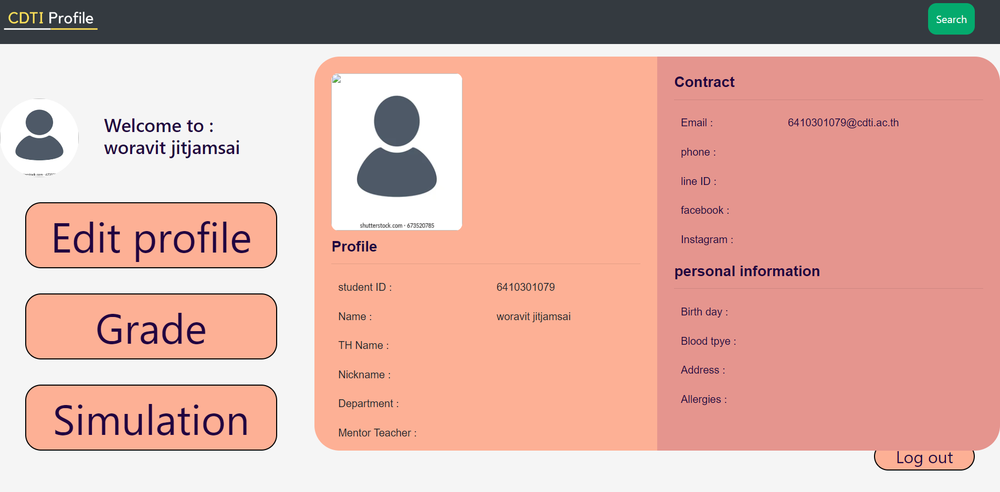 CDTI Profile
Search
Welcome to :
woravit jitjamsai
Edit profile
Grade
Simulation
shutterstock.com · 673520785
Profile
student ID : 6410301079
Name : woravit jitjamsai
TH Name :
Nickname :
Department :
Mentor Teacher :
Contract
Email : 6410301079@cdti.ac.th
phone :
line ID :
facebook :
Instagram :
personal information
Birth day :
Blood tpye :
Address :
Allergies :
Log out